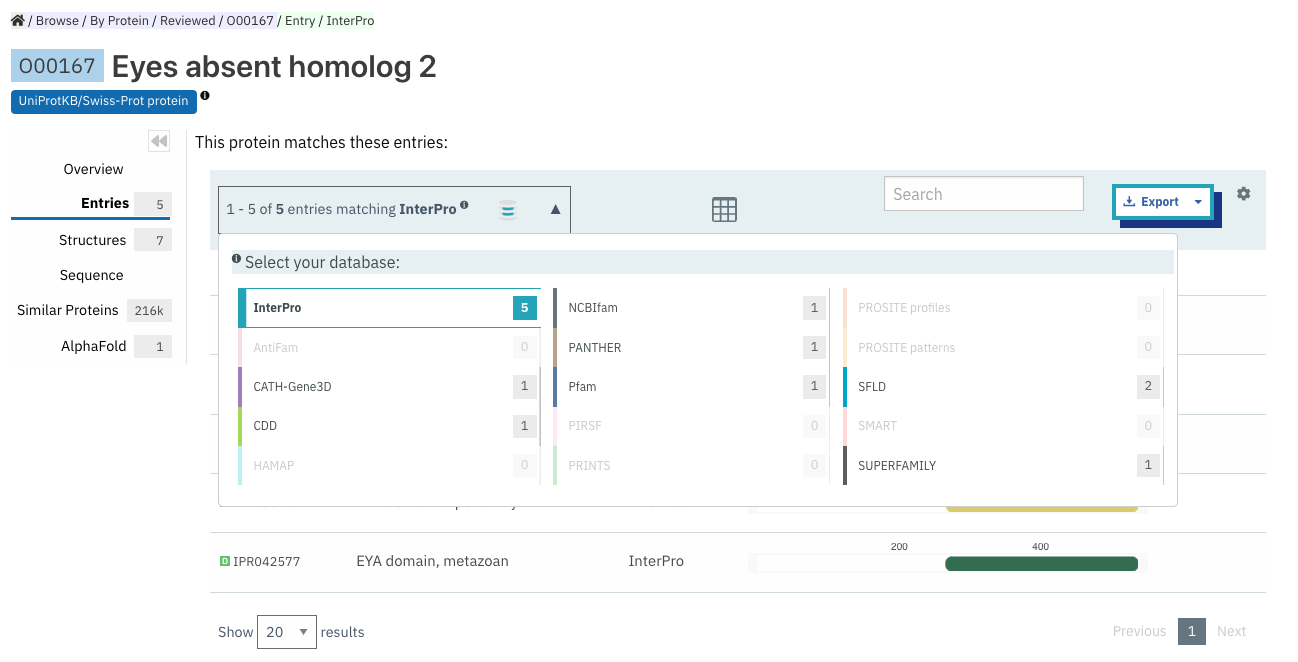 / Browse / By Protein / Reviewed / O00167 / Entry / InterPro
O00167 Eyes absent homolog 2
UniProtKB/Swiss-Prot protein
This protein matches these entries:
Overview
Entries 5
Structures 7
Sequence
Similar Proteins 216k
AlphaFold 1
1 - 5 of 5 entries matching InterPro
Search
Export
Select your database:
InterPro 5
AntiFam 0
CATH-Gene3D 1
CDD 1
HAMAP 0
NCBIfam 1
PANTHER 1
Pfam 1
PIRSF 0
PRINTS 0
PROSITE profiles 0
PROSITE patterns 0
SFLD 2
SMART 0
SUPERFAMILY 1
200 400
D IPR042577 EYA domain, metazoan InterPro
Show 20 results
Previous 1 Next